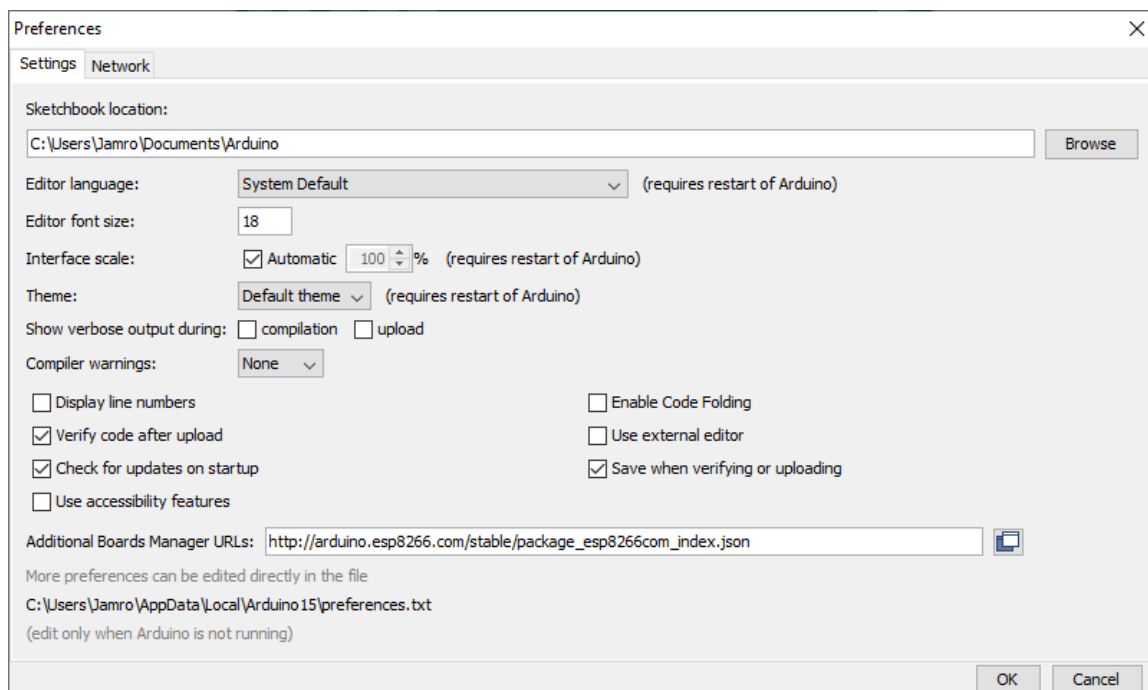 Preferences
Settings Network
Sketchbook location:
C:\Users\Jamro\Documents\Arduino Browse
Editor language: System Default (requires restart of Arduino)
Editor font size: 18
Interface scale: Automatic 100 % (requires restart of Arduino)
Theme: Default theme (requires restart of Arduino)
Show verbose output during: compilation upload
Compiler warnings: None
Display line numbers Enable Code Folding
Verify code after upload Use external editor
Check for updates on startup Save when verifying or uploading
Use accessibility features
Additional Boards Manager URLs: http://arduino.esp8266.com/stable/package_esp8266com_index.json
More preferences can be edited directly in the file
C:\Users\Jamro\AppData\Local\Arduino15\preferences.txt
(edit only when Arduino is not running)
OK Cancel